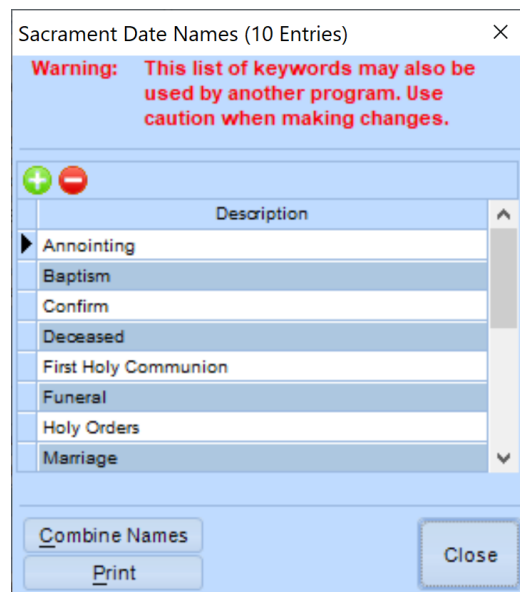 Sacrament Date Names (10 Entries)
Warning: This list of keywords may also be
used by another program. Use
caution when making changes.
Description
Annointing
Baptism
Confirm
Deceased
First Holy Communion
Funeral
Holy Orders
Marriage
Combine Names
Print
Close